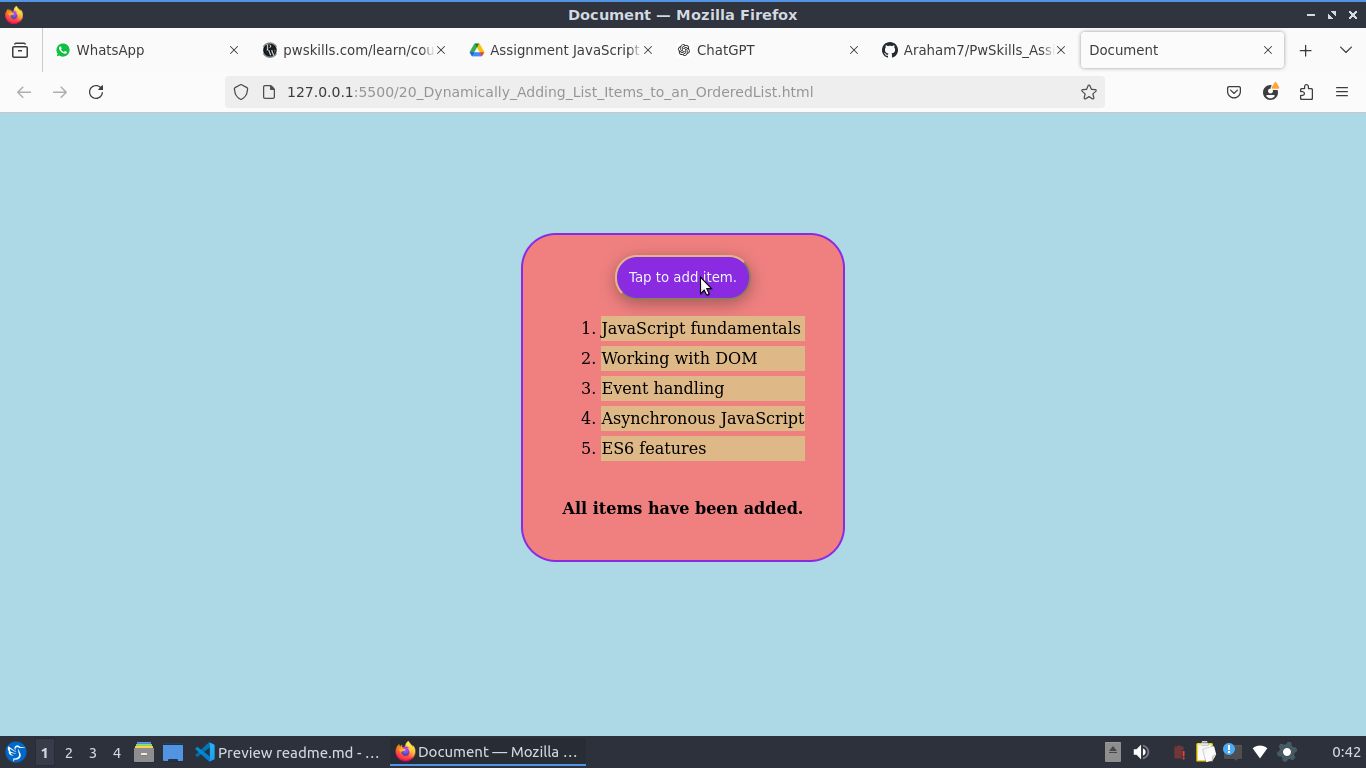 Document — Mozilla Firefox
WhatsApp
pwskills.com/learn/cou
Assignment JavaScript
ChatGPT
Araham7/PwSkills_Ass
Document
127.0.0.1:5500/20_Dynamically_Adding_List_Items_to_an_OrderedList.html
Tap to add item.
1. JavaScript fundamentals
2. Working with DOM
3. Event handling
4. Asynchronous JavaScript
5. ES6 features
All items have been added.
1 2 3 4 Preview readme.md - ... Document — Mozilla ... 0:42